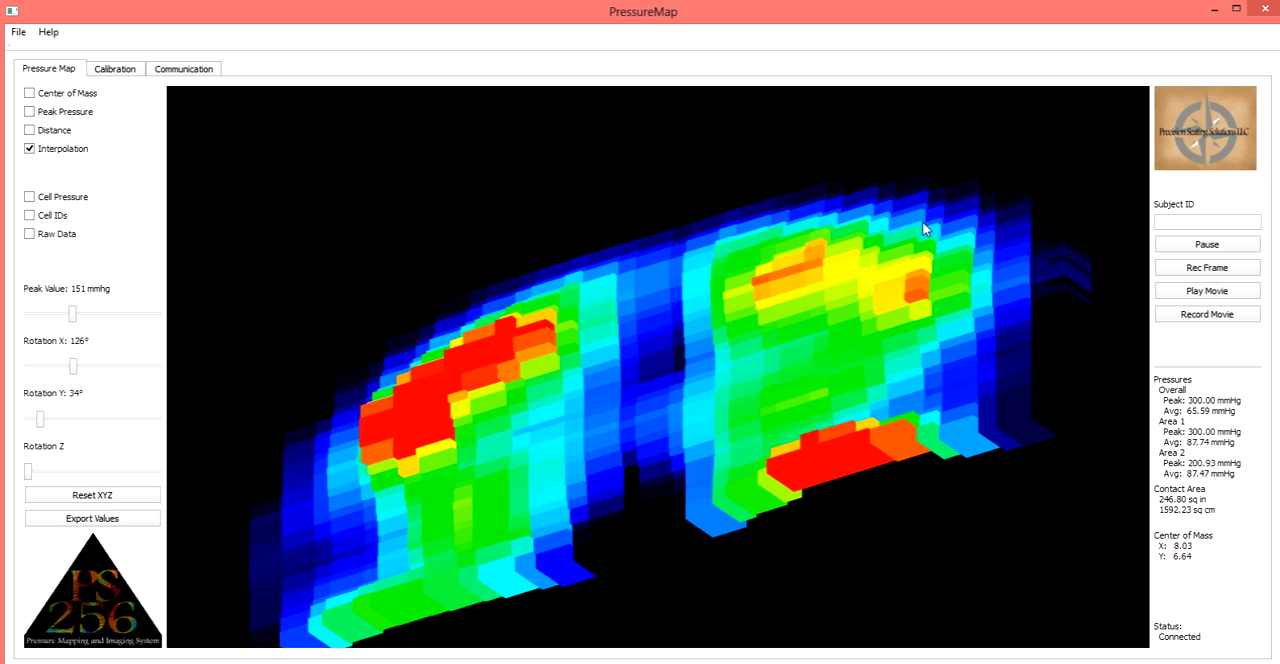 PressureMap
File Help
Pressure Map Calibration Communication
Center of Mass
Peak Pressure
Distance
Interpolation
Cell Pressure
Cell IDs
Raw Data
Peak Value: 151 mmhg
Rotation X: 126°
Rotation Y: 34°
Rotation Z
Reset XYZ
Export Values
PS
256
Pressure Mapping and Imaging System
Precision Seating Solutions LLC
Subject ID
Pause
Rec Frame
Play Movie
Record Movie
Pressures
Overall
Peak: 300.00 mmHg
Avg: 65.59 mmHg
Area 1
Peak: 300.00 mmHg
Avg: 87.74 mmHg
Area 2
Peak: 200.93 mmHg
Avg: 87.47 mmHg
Contact Area
246.80 sq in
1592.23 sq cm
Center of Mass
X: 8.03
Y: 6.64
Status:
Connected